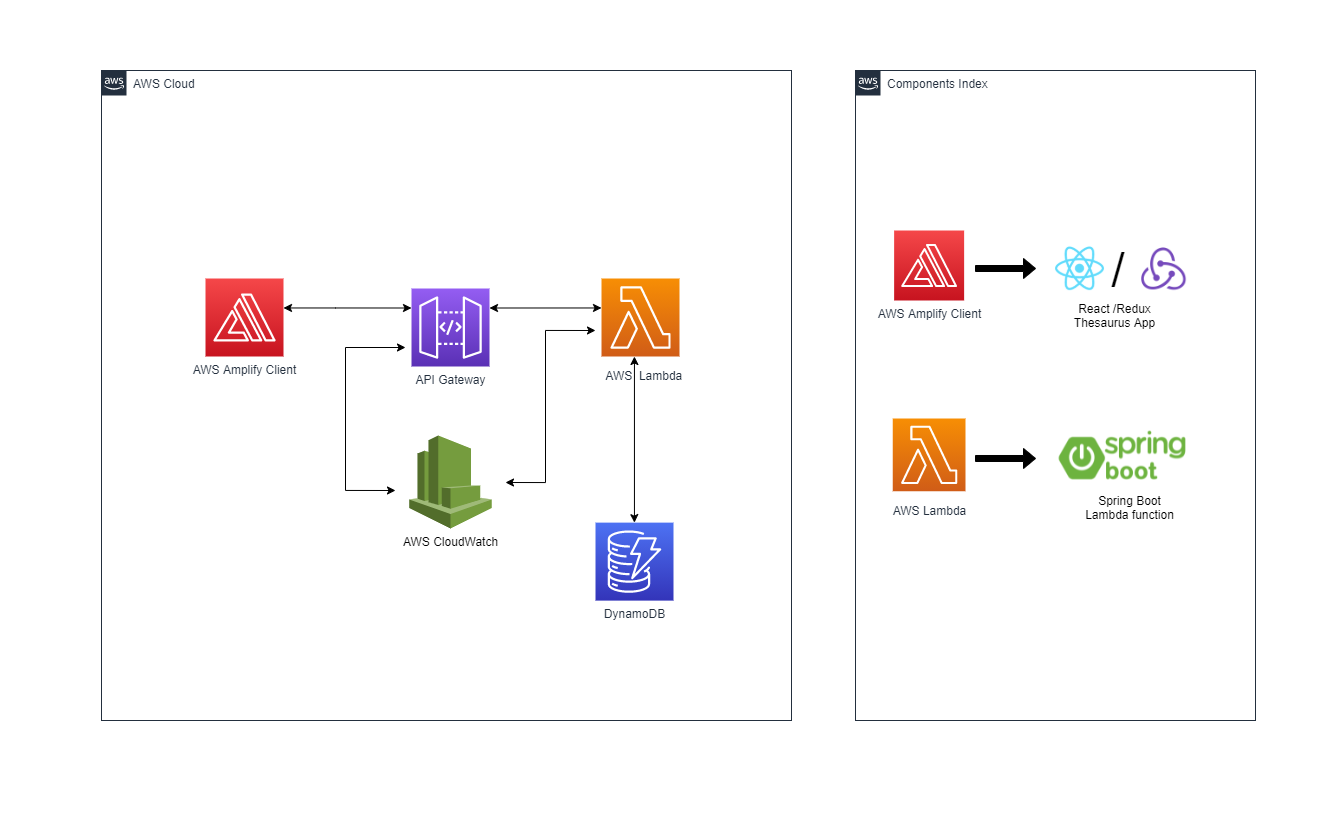 aws
AWS Cloud
AWS Amplify Client
</>
API Gateway
AWS Lambda
AWS CloudWatch
DynamoDB
aws
Components Index
AWS Amplify Client
/
React /Redux
Thesaurus App
AWS Lambda
spring
boot
Spring Boot
Lambda function